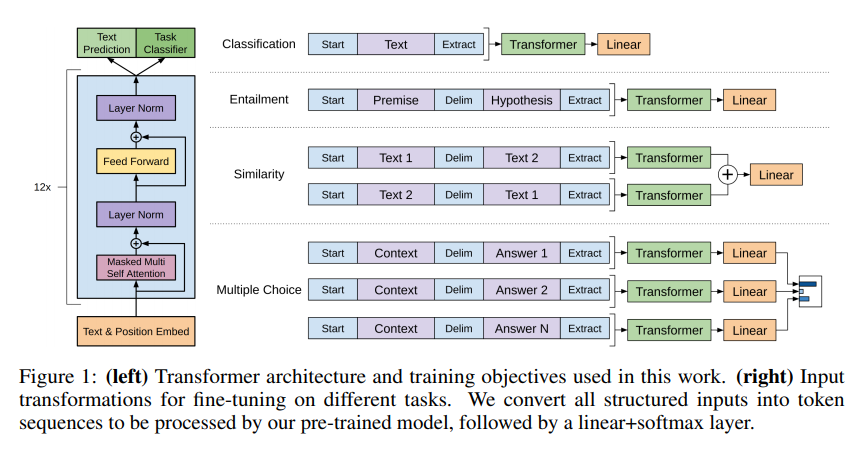 Text
Prediction
Task
Classifier
12x
Layer Norm
+
Feed Forward
Layer Norm
+
Masked Multi
Self Attention
Text & Position Embed
Classification
Start Text Extract Transformer Linear
Entailment
Start Premise Delim Hypothesis Extract Transformer Linear
Similarity
Start Text 1 Delim Text 2 Extract Transformer
+ Linear
Start Text 2 Delim Text 1 Extract Transformer
Multiple Choice
Start Context Delim Answer 1 Extract Transformer Linear
Start Context Delim Answer 2 Extract Transformer Linear
Start Context Delim Answer N Extract Transformer Linear
Figure 1: (left) Transformer architecture and training objectives used in this work. (right) Input
transformations for fine-tuning on different tasks. We convert all structured inputs into token
sequences to be processed by our pre-trained model, followed by a linear+softmax layer.